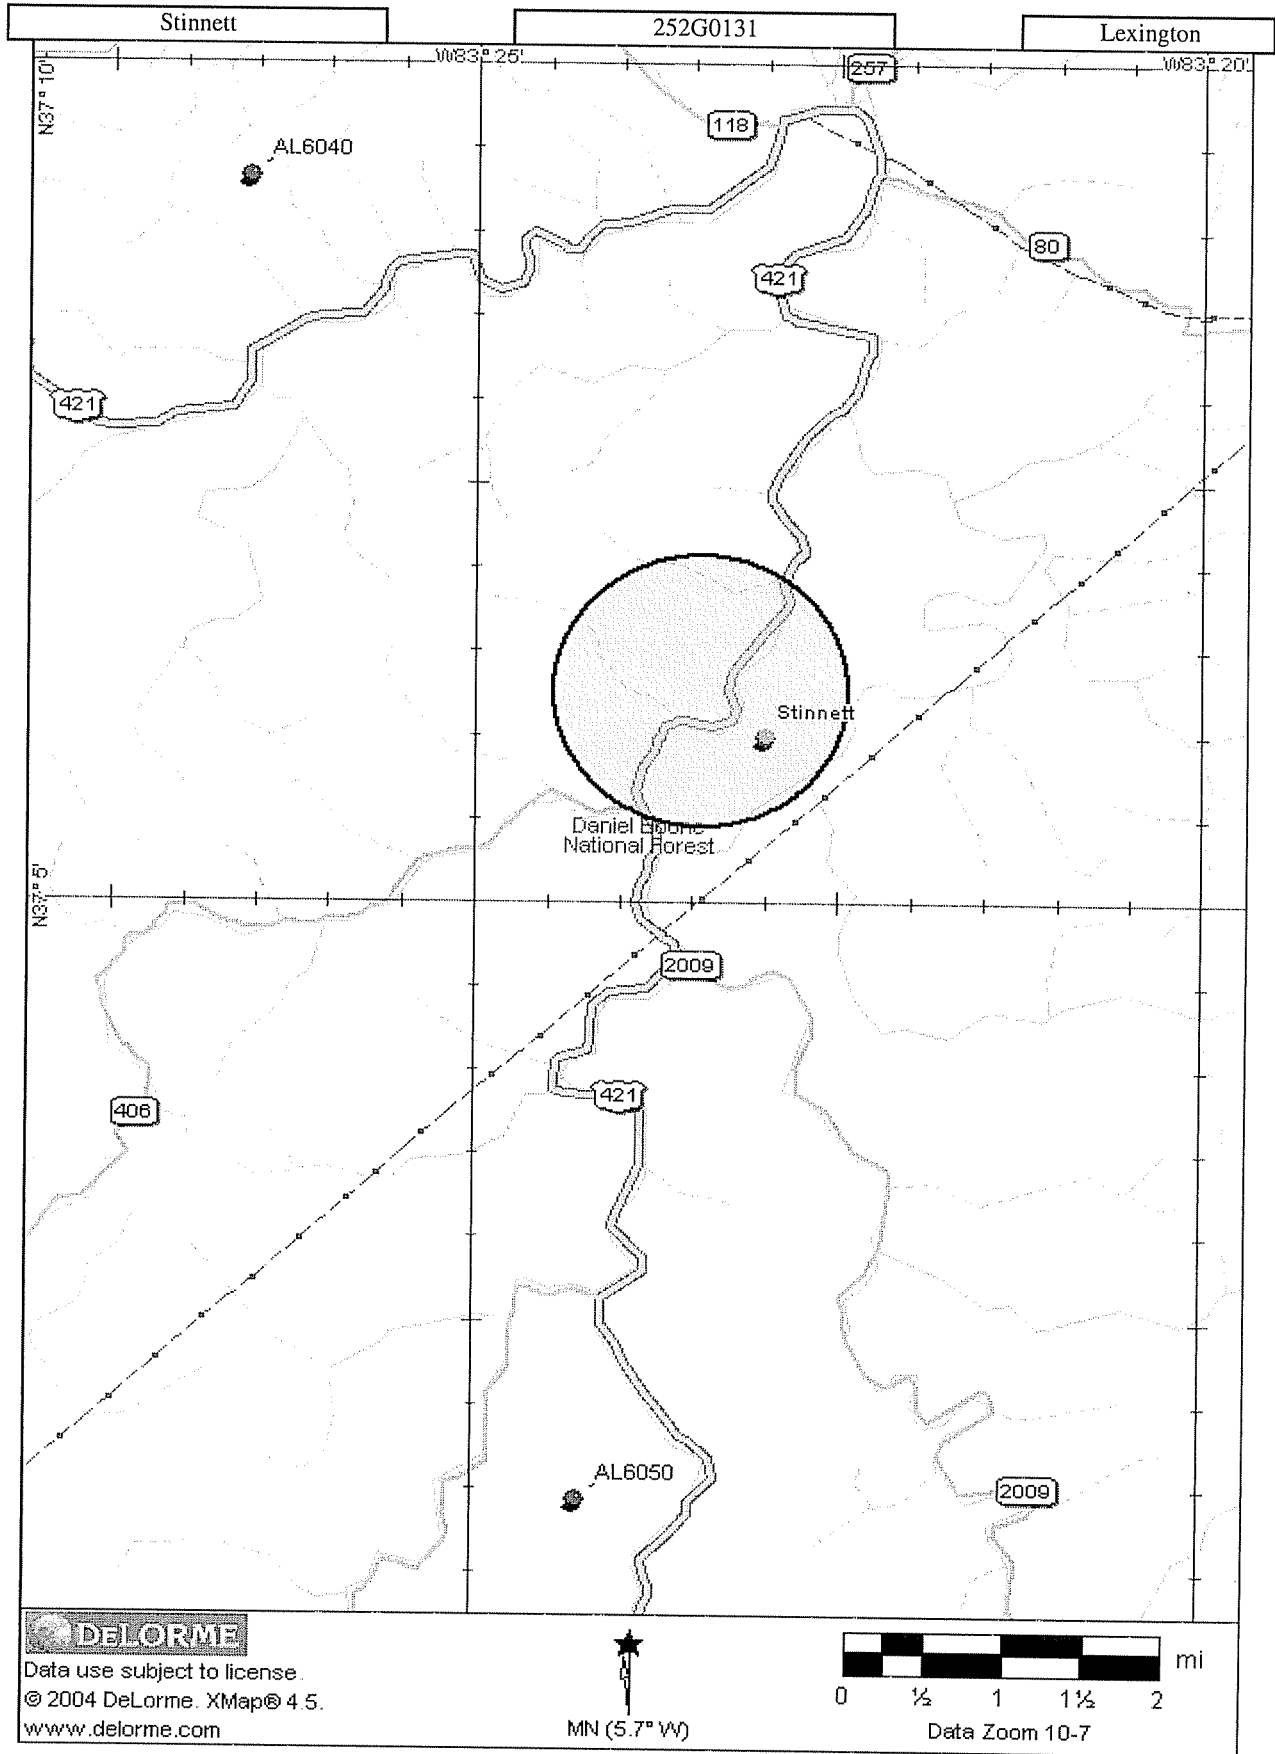 Stinnett
252G0131
Lexington
N37° 10'
W83° 25'
W83° 20'
257
118
AL6040
80
421
421
Stinnett
Daniel Boone
National Forest
N37° 5'
2009
421
406
AL6050
2009
DELORME
Data use subject to license.
© 2004 DeLorme. XMap® 4.5.
www.delorme.com
MN (5.7° W)
mi
0 ½ 1 1½ 2
Data Zoom 10-7